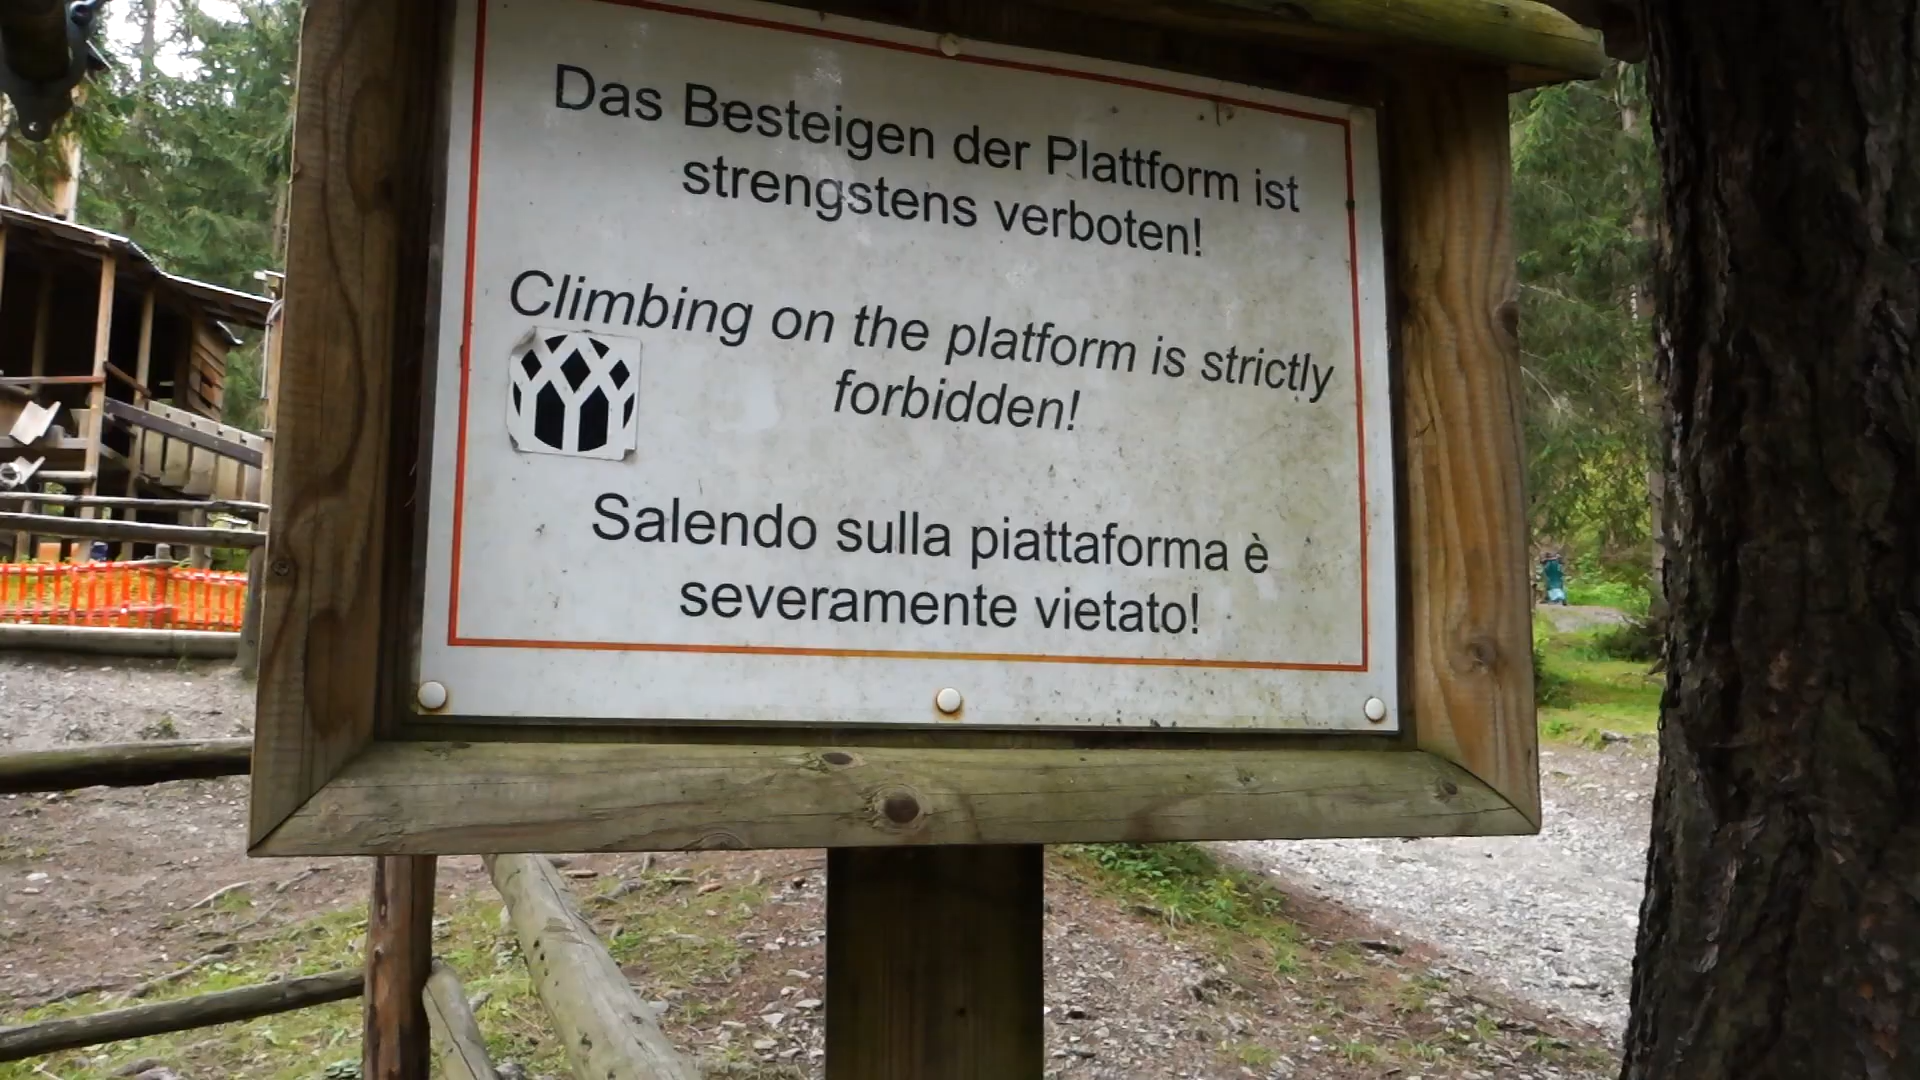 Das Besteigen der Plattform ist
strengstens verboten!
Climbing on the platform is strictly
forbidden!
Salendo sulla piattaforma è
severamente vietato!